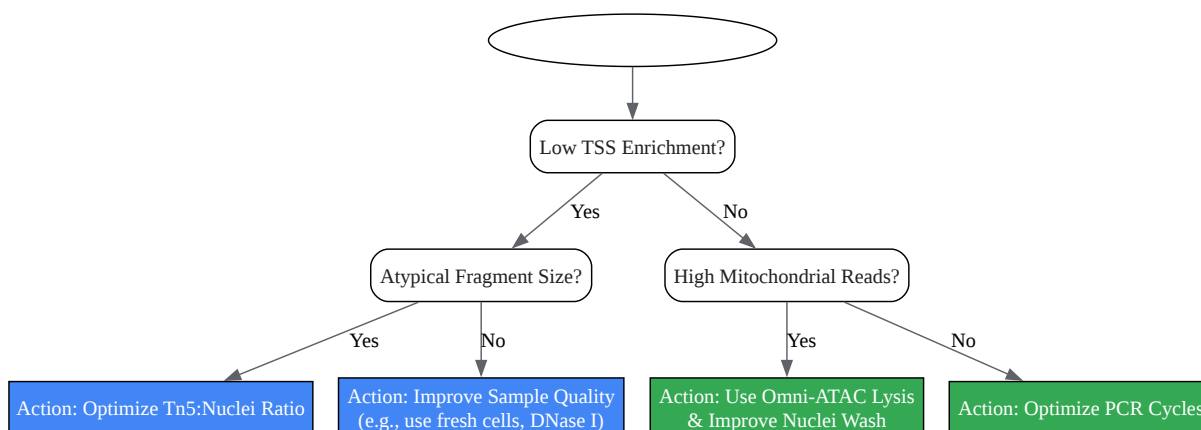 Low TSS Enrichment?
Yes
No
Atypical Fragment Size?
High Mitochondrial Reads?
Yes
No
Yes
No
Action: Optimize Tn5:Nuclei Ratio
Action: Improve Sample Quality
(e.g., use fresh cells, DNase I)
Action: Use Omni-ATAC Lysis
& Improve Nuclei Wash
Action: Optimize PCR Cycles